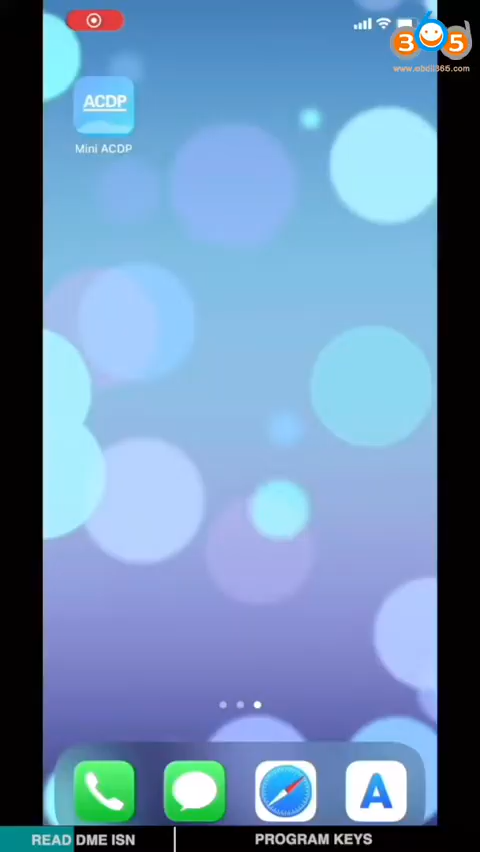 365
www.obdii365.com
ACDP
Mini ACDP
READ DME ISN
PROGRAM KEYS